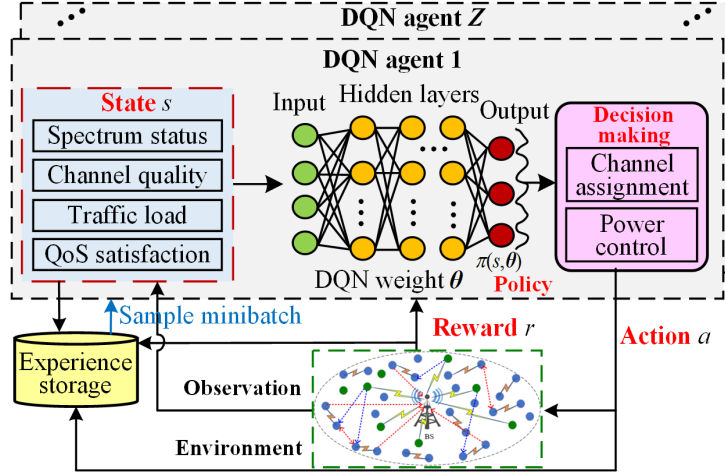 DQN agent Z
DQN agent 1
State s
Spectrum status
Channel quality
Traffic load
QoS satisfaction
Input
Hidden layers
Output
DQN weight θ
π(s,θ)
Policy
Decision
making
Channel
assignment
Power
control
Sample minibatch
Reward r
Action a
Experience
storage
Observation
Environment
BS